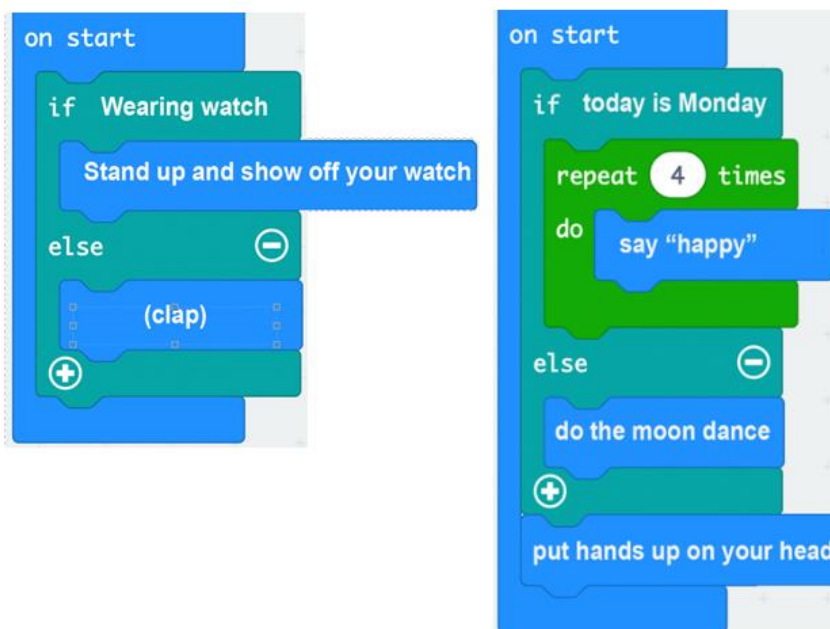 on start
if Wearing watch
Stand up and show off your watch
else
(clap)
on start
if today is Monday
repeat 4 times
do say “happy”
else
do the moon dance
put hands up on your head